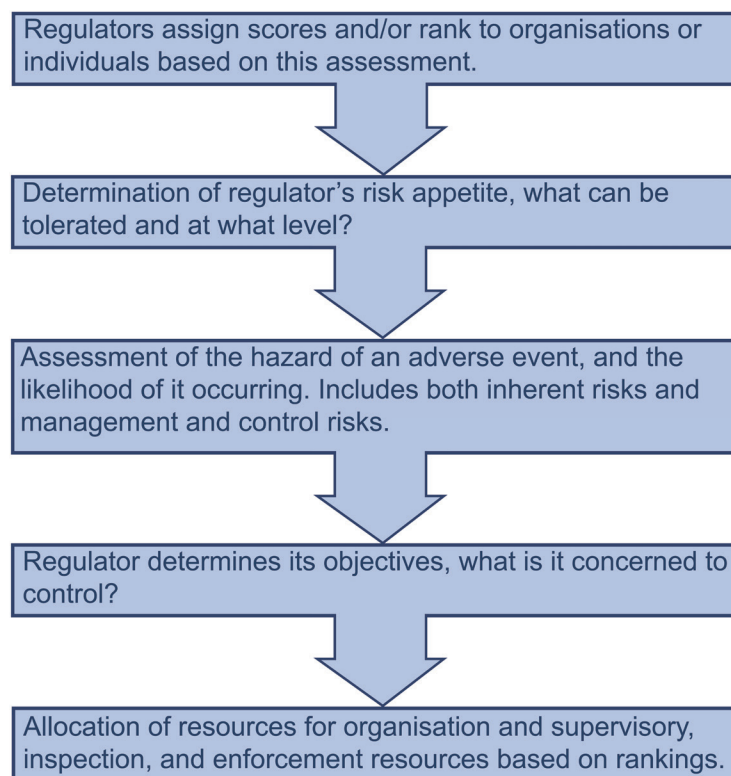 Regulators assign scores and/or rank to organisations or
individuals based on this assessment.
Determination of regulator's risk appetite, what can be
tolerated and at what level?
Assessment of the hazard of an adverse event, and the
likelihood of it occurring. Includes both inherent risks and
management and control risks.
Regulator determines its objectives, what is it concerned to
control?
Allocation of resources for organisation and supervisory,
inspection, and enforcement resources based on rankings.